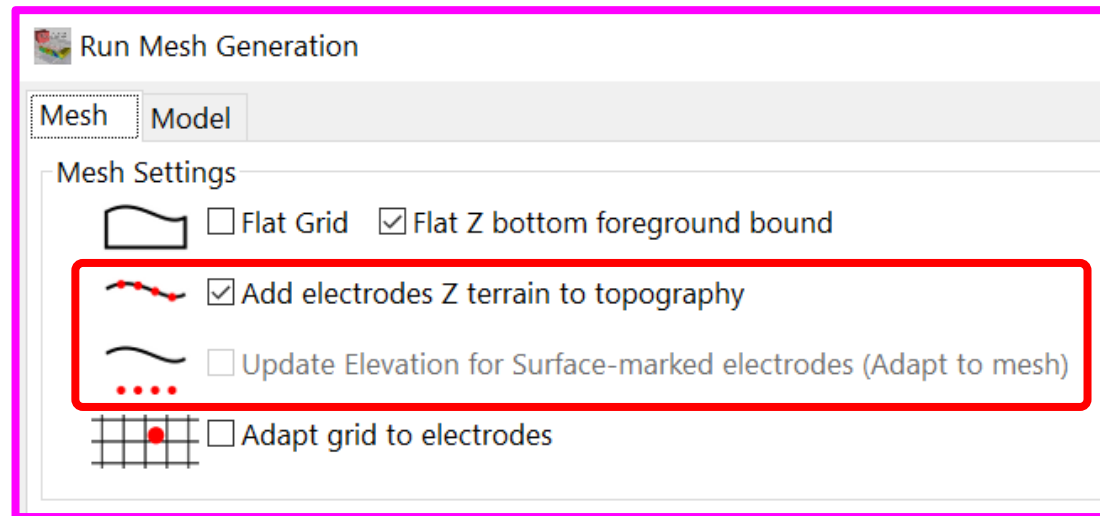 Run Mesh Generation
Mesh Model
Mesh Settings
Flat Grid Flat Z bottom foreground bound
Add electrodes Z terrain to topography
Update Elevation for Surface-marked electrodes (Adapt to mesh)
Adapt grid to electrodes